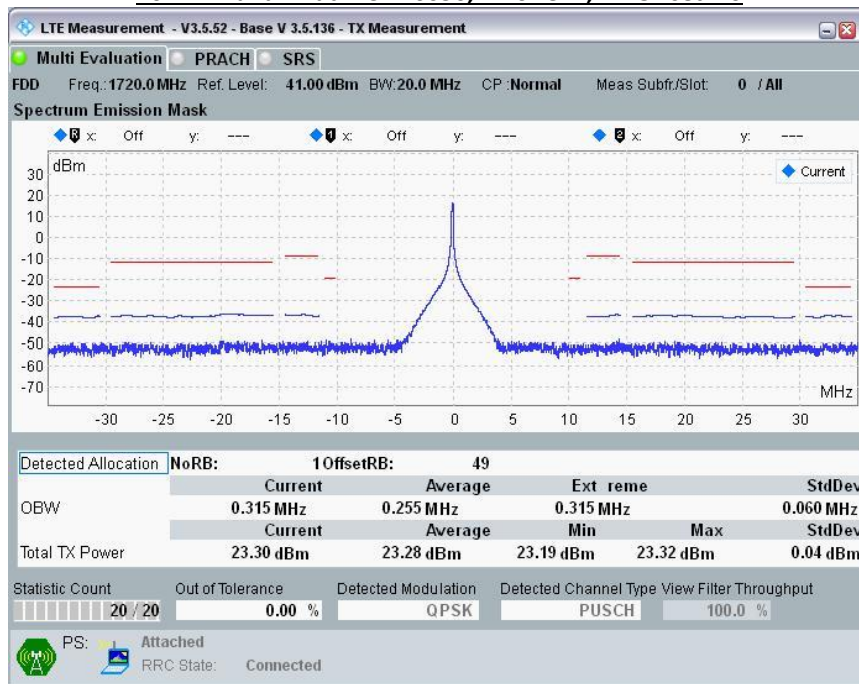 LTE Measurement - V3.5.52 - Base V 3.5.136 - TX Measurement
Multi Evaluation PRACH SRS
FDD Freq.: 1720.0 MHz Ref. Level: 41.00 dBm BW: 20.0 MHz CP : Normal Meas Subfr./Slot: 0 / All
Spectrum Emission Mask
R x: Off y: --- 1 x: Off y: --- 2 x: Off y: ---
dBm
Current
30
20
10
0
-10
-20
-30
-40
-50
-60
-70
MHz
-30 -25 -20 -15 -10 -5 0 5 10 15 20 25 30
Detected Allocation NoRB: 1 OffsetRB: 49
Current Average Ext reme StdDev
OBW 0.315 MHz 0.255 MHz 0.315 MHz 0.060 MHz
Current Average Min Max StdDev
Total TX Power 23.30 dBm 23.28 dBm 23.19 dBm 23.32 dBm 0.04 dBm
Statistic Count Out of Tolerance Detected Modulation Detected Channel Type View Filter Throughput
20 / 20 0.00 % QPSK PUSCH 100.0 %
PS: Attached
RRC State: Connected